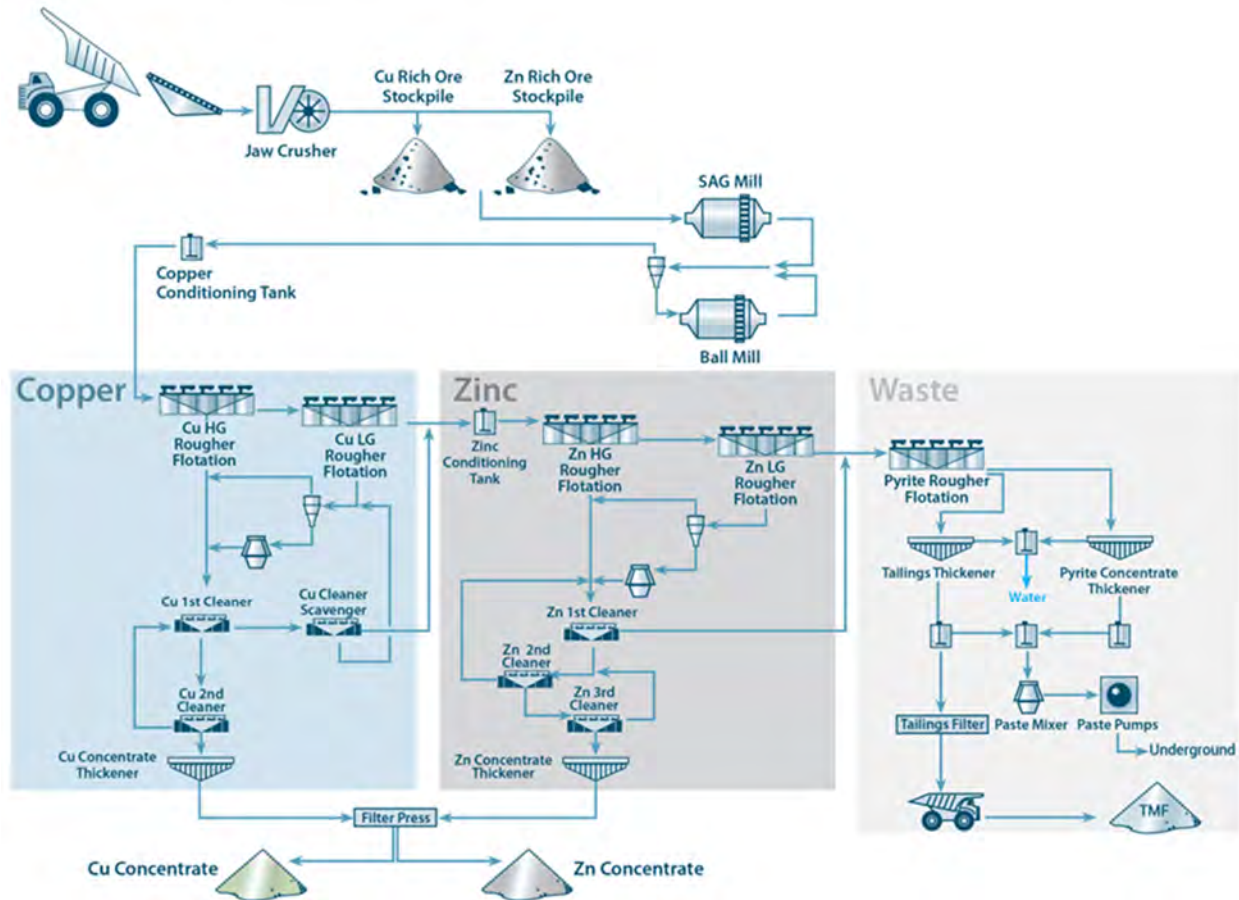 Cu Rich Ore
Stockpile
Zn Rich Ore
Stockpile
Jaw Crusher
SAG Mill
Copper
Conditioning Tank
Ball Mill
Copper
Cu HG
Rougher
Flotation
Cu LG
Rougher
Flotation
Cu 1st Cleaner
Cu Cleaner
Scavenger
Cu 2nd
Cleaner
Cu Concentrate
Thickener
Zinc
Zinc
Conditioning
Tank
Zn HG
Rougher
Flotation
Zn LG
Rougher
Flotation
Zn 1st Cleaner
Zn 2nd
Cleaner
Zn 3rd
Cleaner
Zn Concentrate
Thickener
Waste
Pyrite Rougher
Flotation
Tailings Thickener
Pyrite Concentrate
Thickener
Water
Tailings Filter
Paste Mixer
Paste Pumps
Underground
TMF
Filter Press
Cu Concentrate
Zn Concentrate